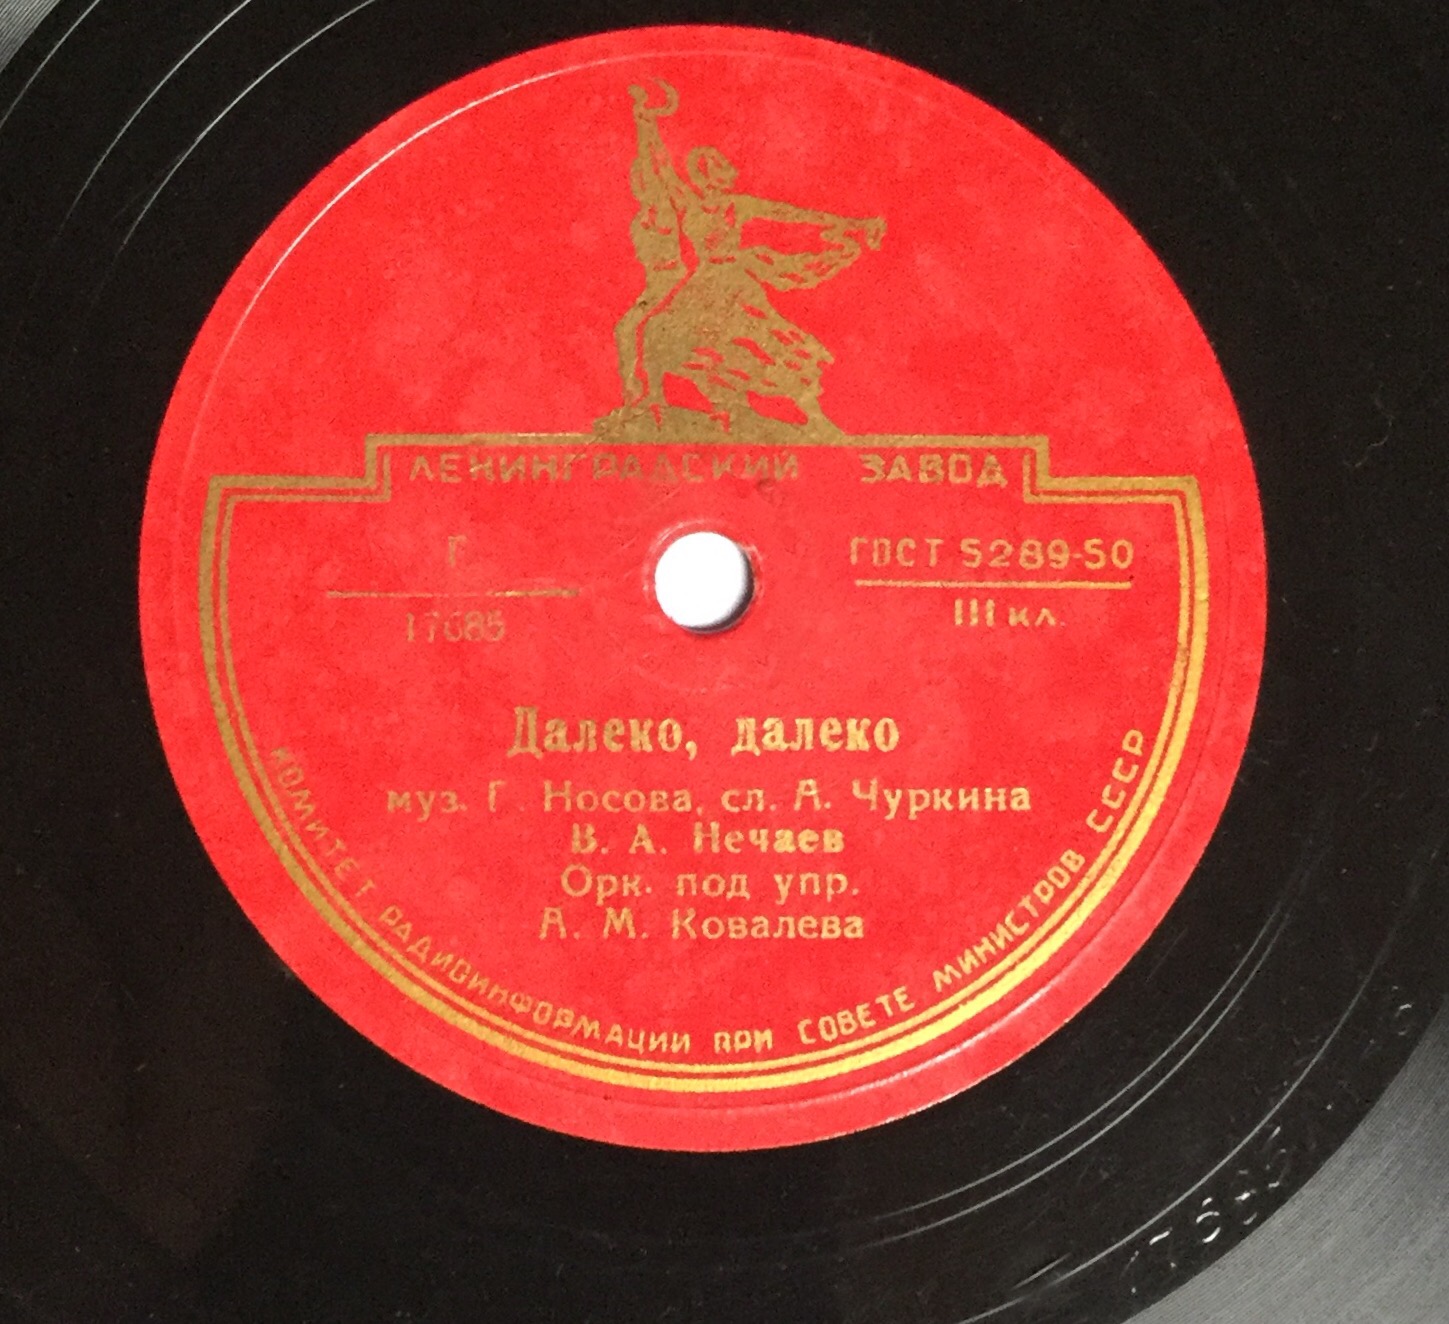 ЛЕНИНГРАДСКИЙ ЗАВОД
Г
17685
ГОСТ 5289-50
III кл.
Далеко, далеко
муз. Г. Носова, сл. А. Чуркина
В. А. Нечаев
Орк. под упр.
А. М. Ковалева
КОМИТЕТ РАДИОИНФОРМАЦИИ ПРИ СОВЕТЕ МИНИСТРОВ СССР